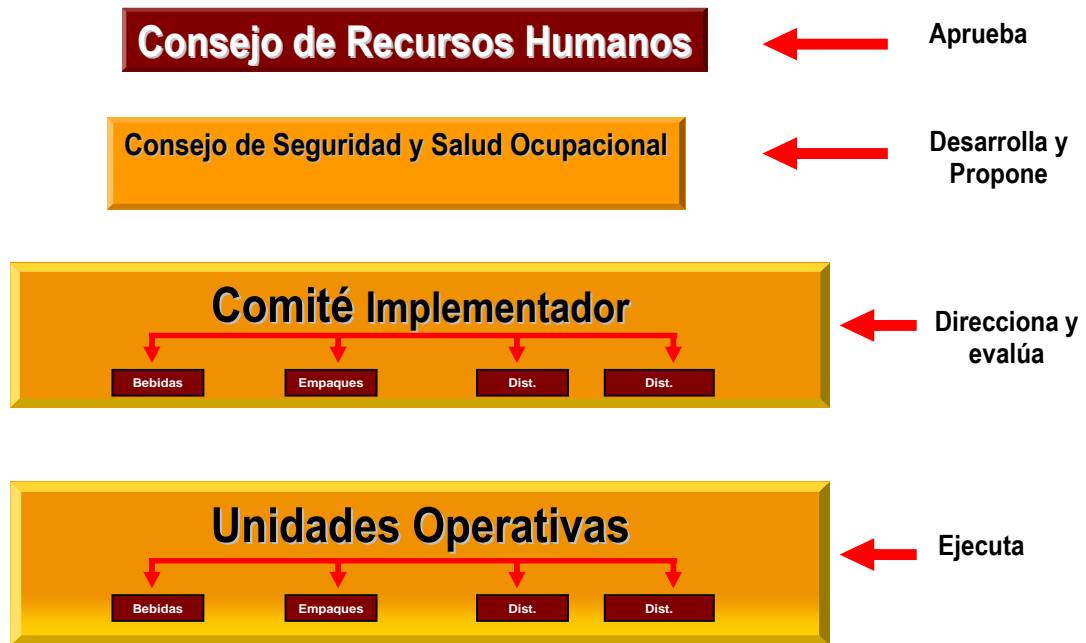 Consejo de Recursos Humanos
Aprueba
Consejo de Seguridad y Salud Ocupacional
Desarrolla y
Propone
Comité Implementador
Direcciona y
evalúa
Bebidas
Empaques
Dist.
Dist.
Unidades Operativas
Ejecuta
Bebidas
Empaques
Dist.
Dist.